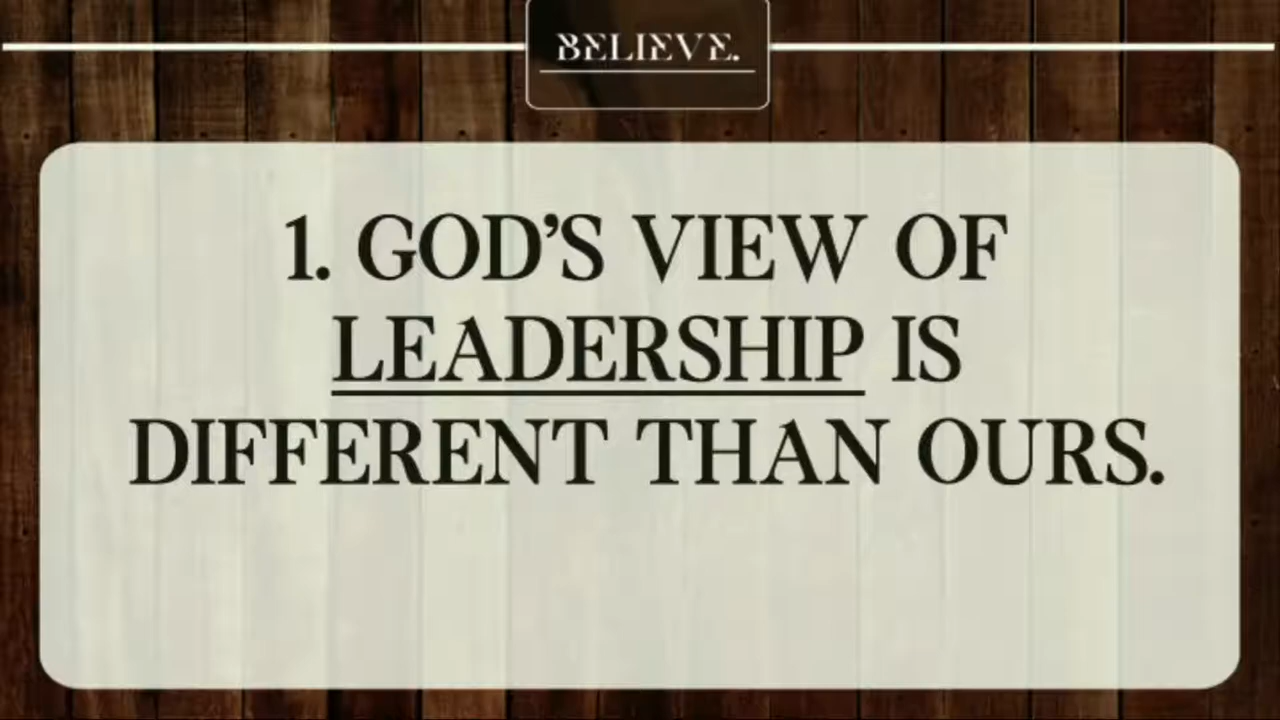 BELIEVE.
1. GOD’S VIEW OF
LEADERSHIP IS
DIFFERENT THAN OURS.